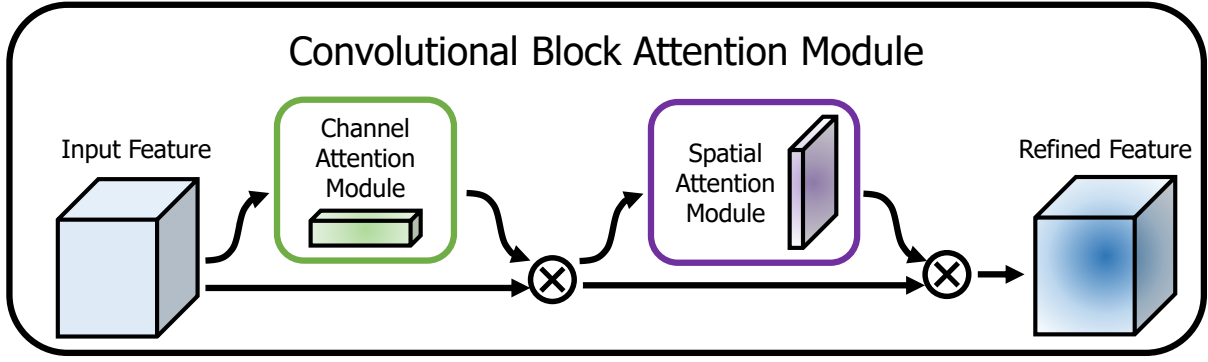 Convolutional Block Attention Module
Input Feature
Channel
Attention
Module
Spatial
Attention
Module
Refined Feature